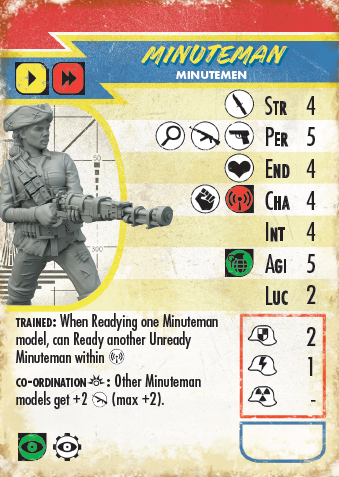 MINUTEMAN
MINUTEMEN
STR 4
PER 5
END 4
CHA 4
INT 4
AGI 5
LUC 2
50
300
TRAINED: When Readying one Minuteman
model, can Ready another Unready
Minuteman within
CO-ORDINATION : Other Minuteman
models get +2 (max +2).
2
1
-